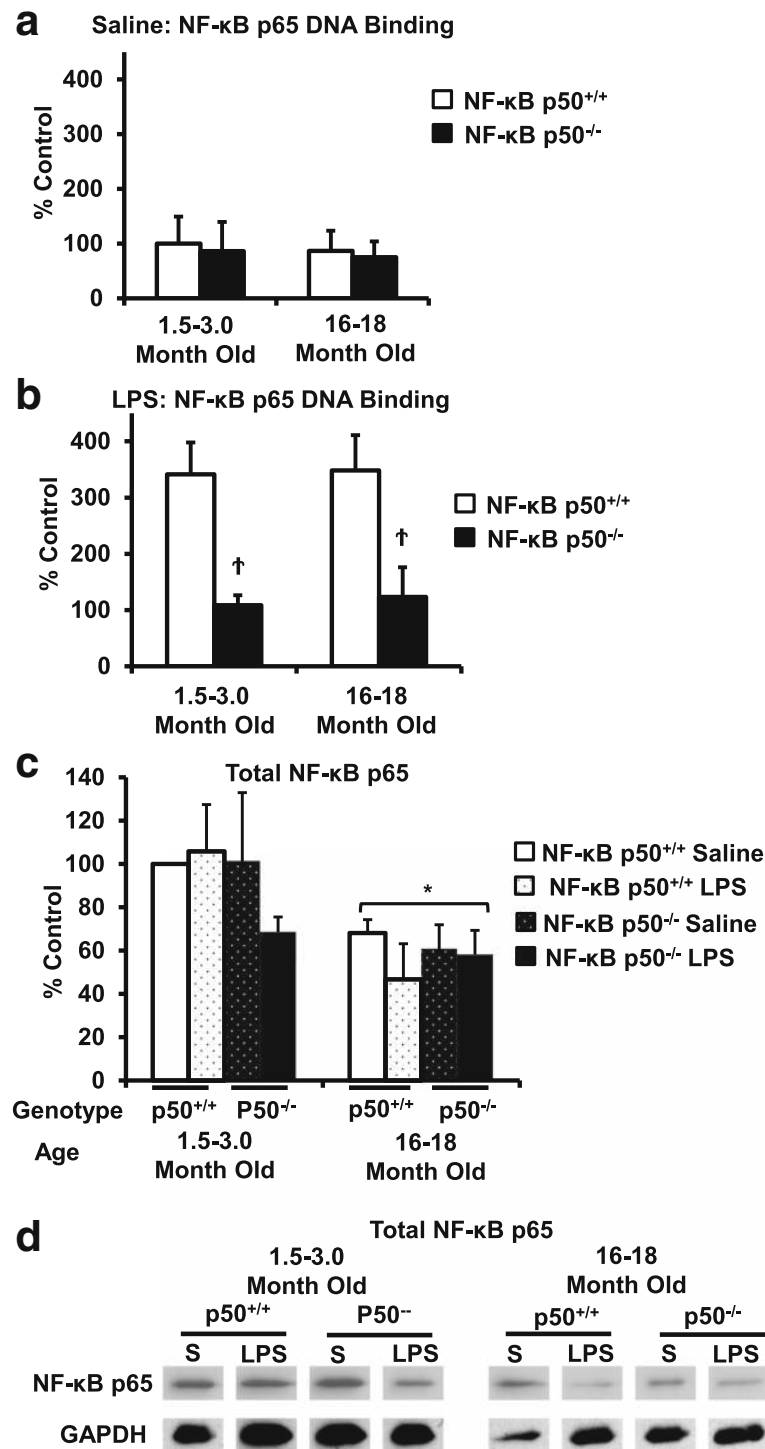 a
Saline: NF-κB p65 DNA Binding
% Control
400
300
200
100
0
NF-κB p50+/+
NF-κB p50-/-
1.5-3.0
Month Old
16-18
Month Old
b
LPS: NF-κB p65 DNA Binding
% Control
400
300
200
100
0
†
†
NF-κB p50+/+
NF-κB p50-/-
1.5-3.0
Month Old
16-18
Month Old
c
Total NF-κB p65
% Control
140
120
100
80
60
40
20
0
*
NF-κB p50+/+ Saline
NF-κB p50+/+ LPS
NF-κB p50-/- Saline
NF-κB p50-/- LPS
Genotype p50+/+ P50-/- p50+/+ p50-/-
Age
1.5-3.0
Month Old
16-18
Month Old
d
Total NF-κB p65
1.5-3.0
Month Old
16-18
Month Old
p50+/+ P50-- p50+/+ p50-/-
S LPS S LPS S LPS S LPS
NF-κB p65
GAPDH